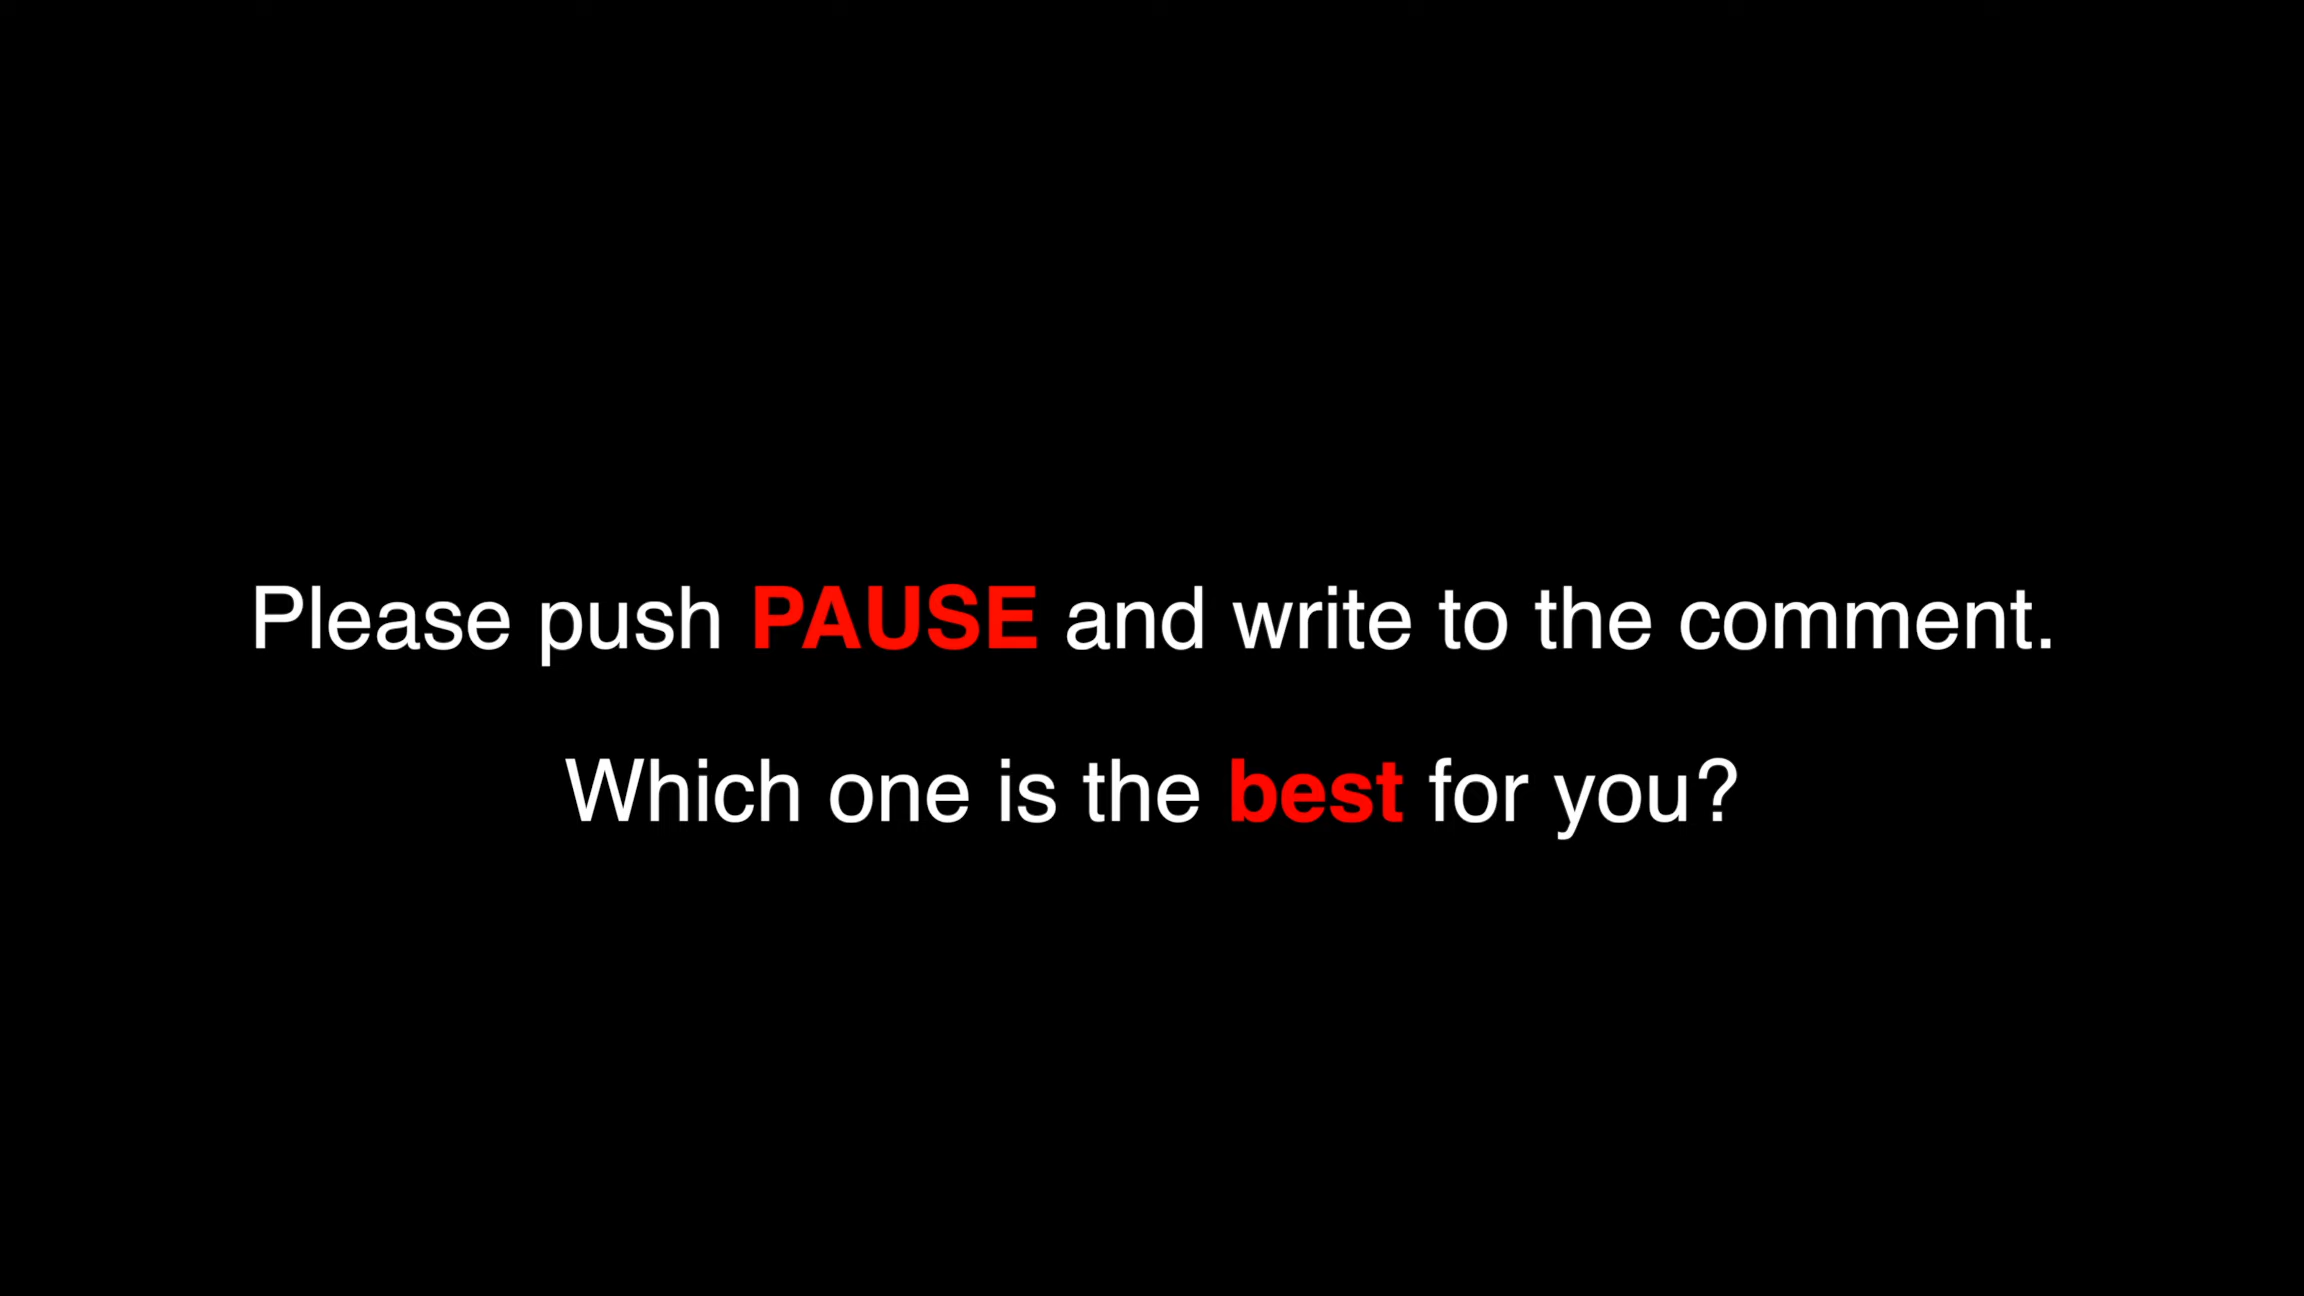 Please push PAUSE and write to the comment.
Which one is the best for you?